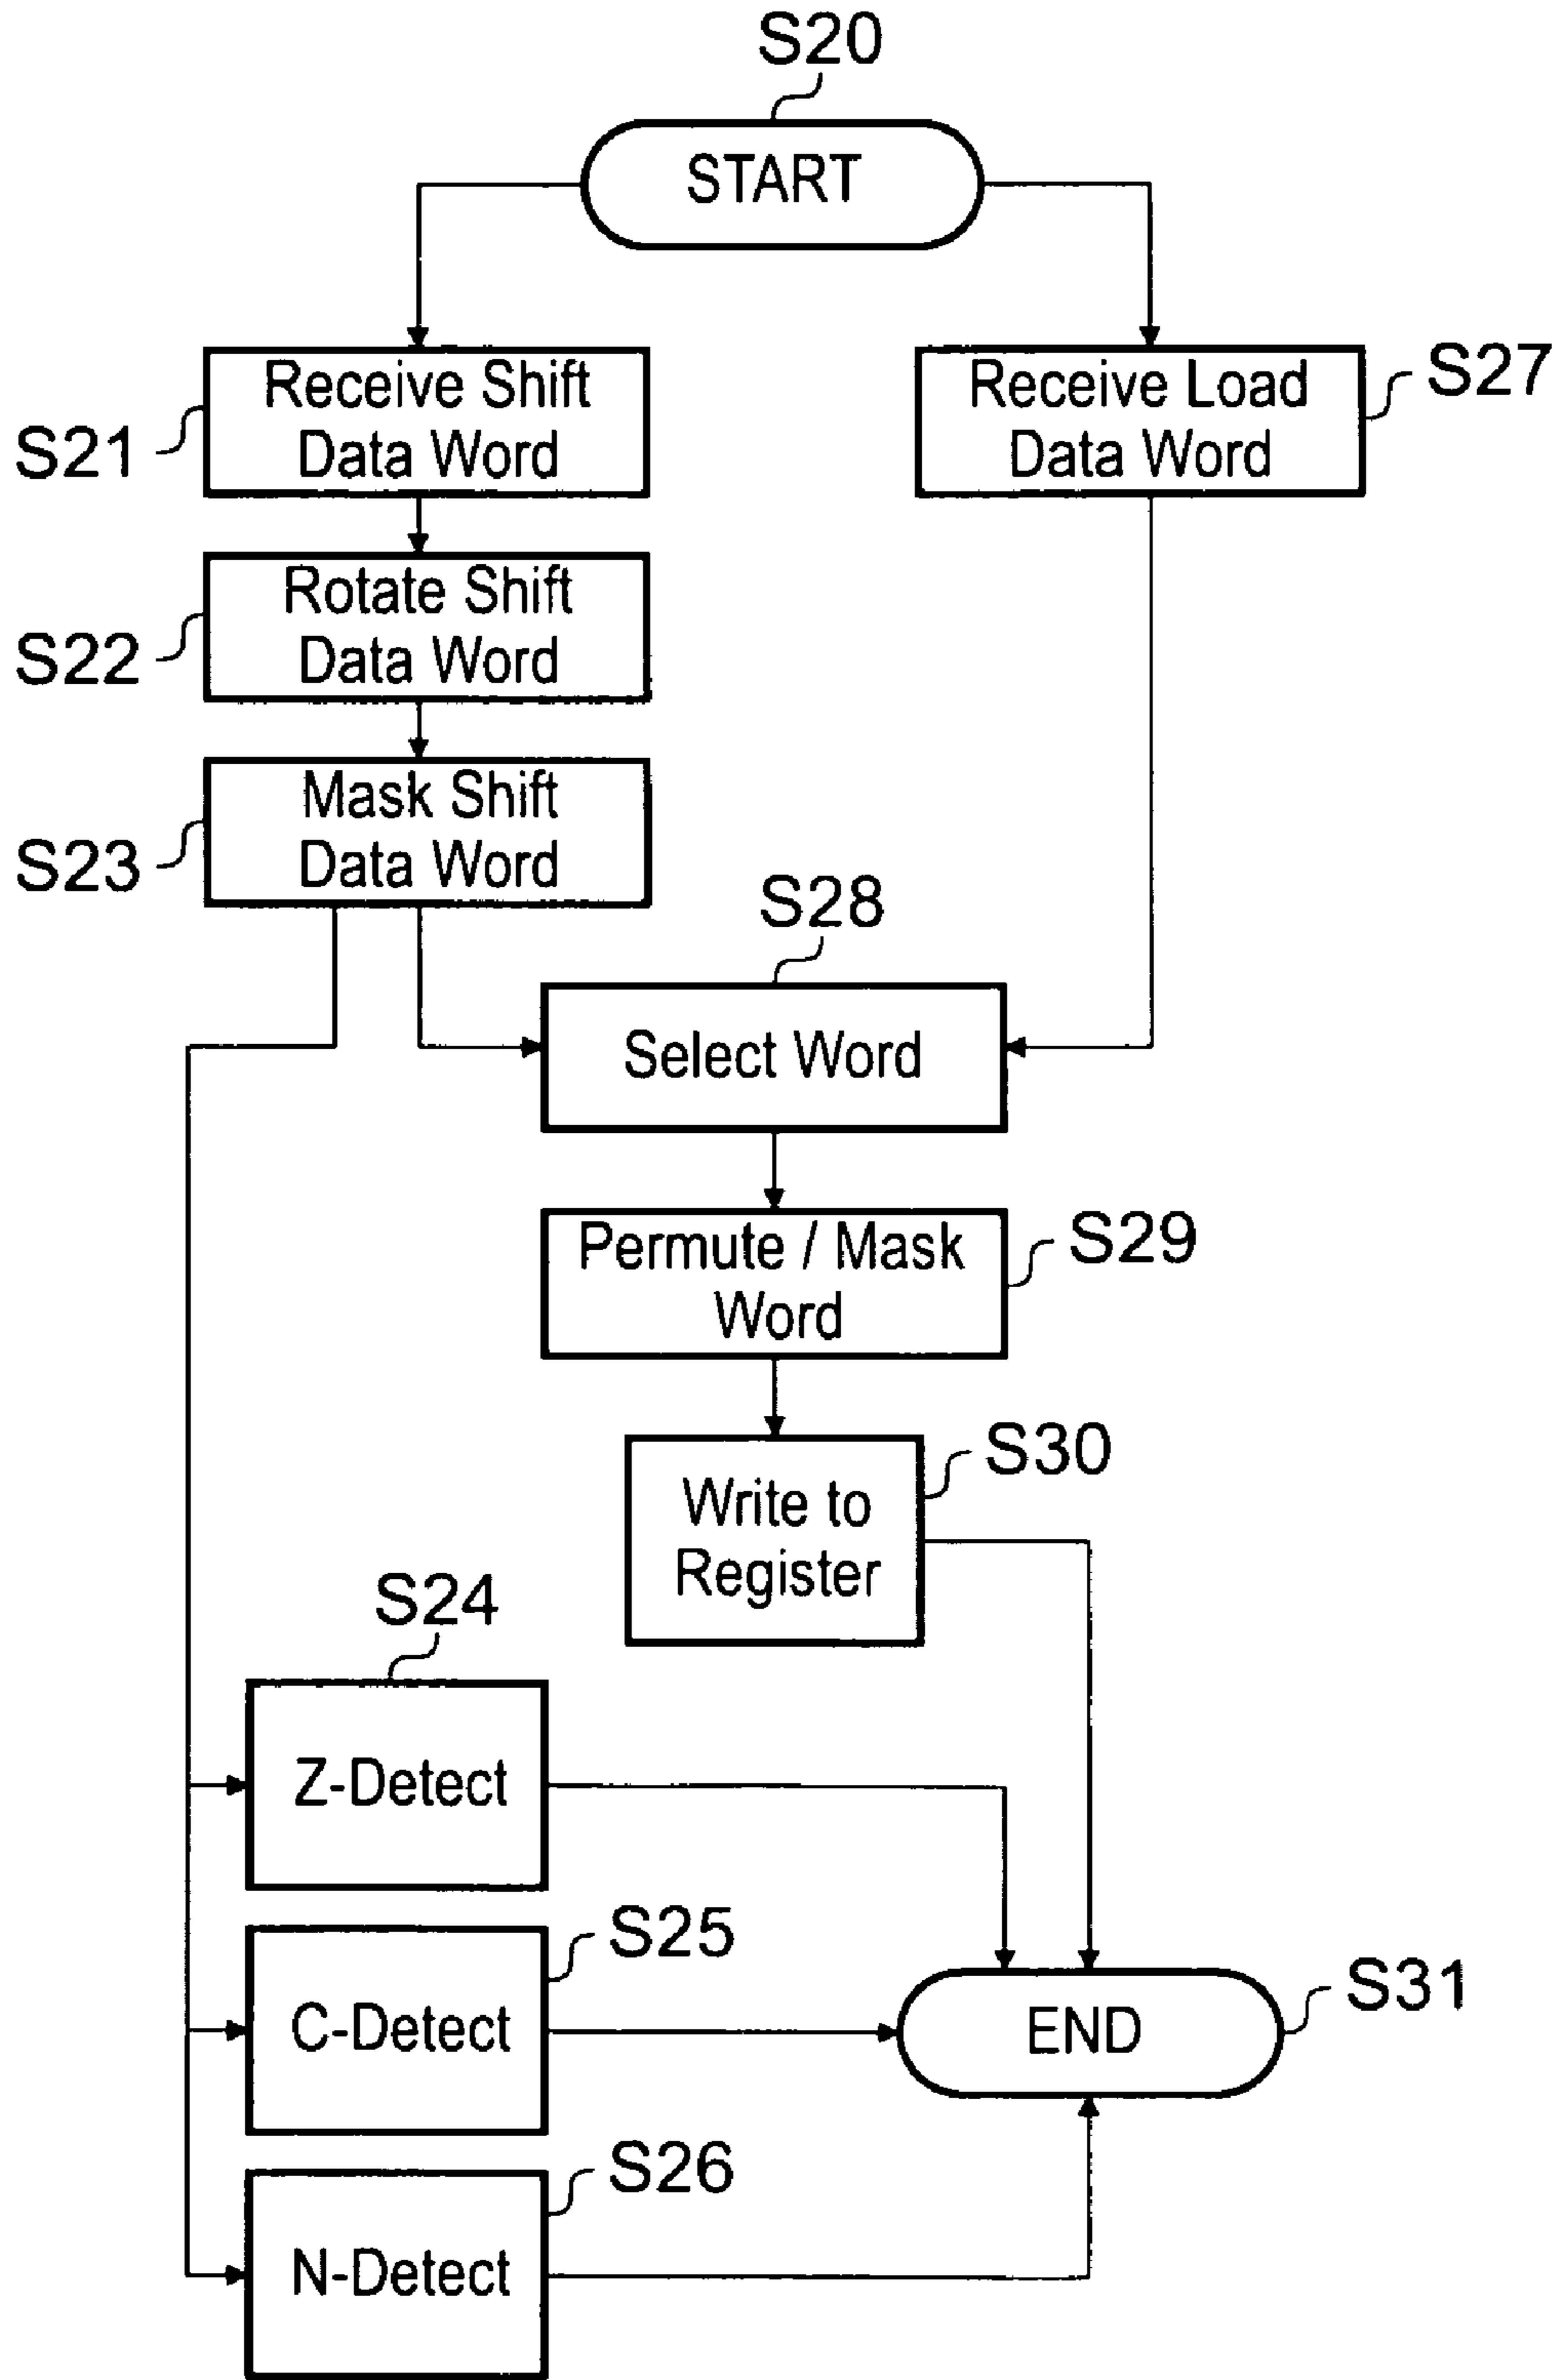 S20
START
Receive Shift
Data Word
S21
Receive Load
Data Word
S27
Rotate Shift
Data Word
S22
Mask Shift
Data Word
S23
S28
Select Word
Permute / Mask
Word
S29
Write to
Register
S30
S24
Z-Detect
S25
C-Detect
END
S31
S26
N-Detect